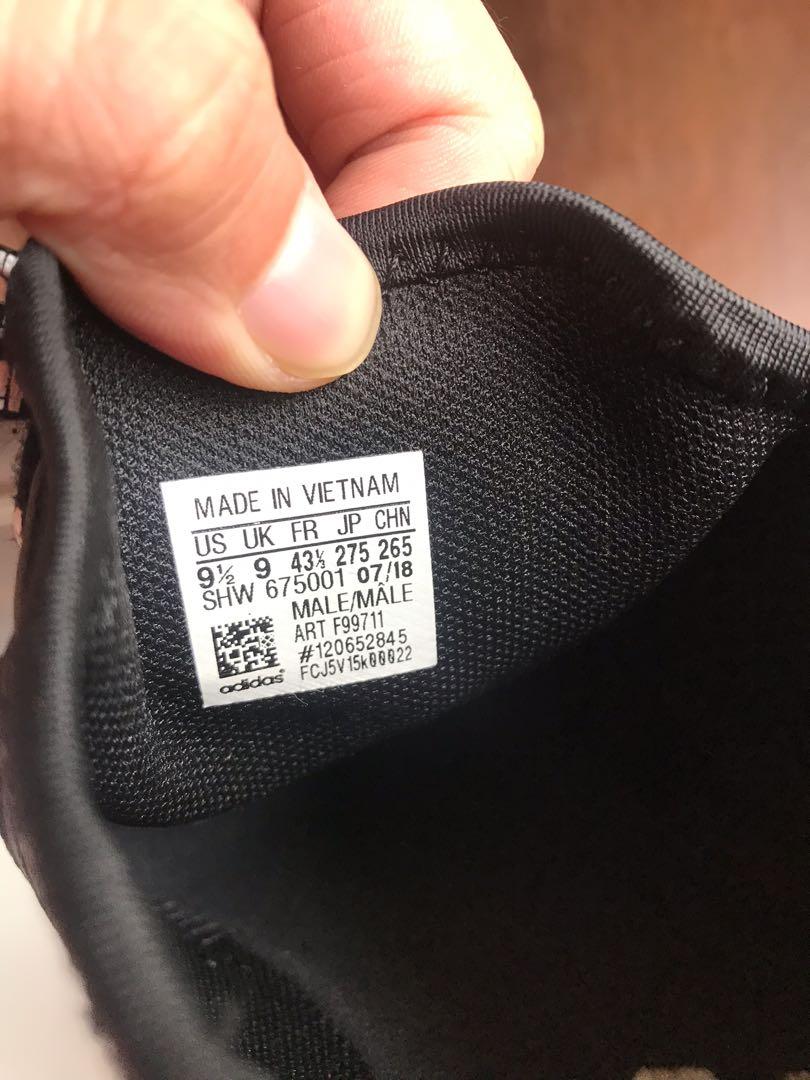 MADE IN VIETNAM
US UK FR JP CHN
9½ 9 43⅓ 275 265
SHW 675001 07/18
MALE/MÂLE
ART F99711
#120652845
FCJ5V15k00022
adidas